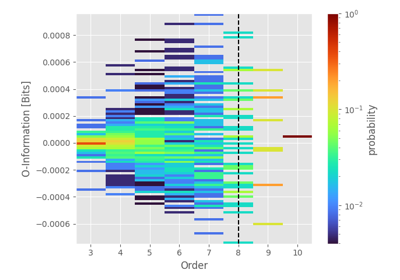 0.0008
0.0006
0.0004
0.0002
0.0000
−0.0002
−0.0004
−0.0006
O-Information [Bits]
3 4 5 6 7 8 9 10
Order
10⁰
10⁻¹
10⁻²
probability